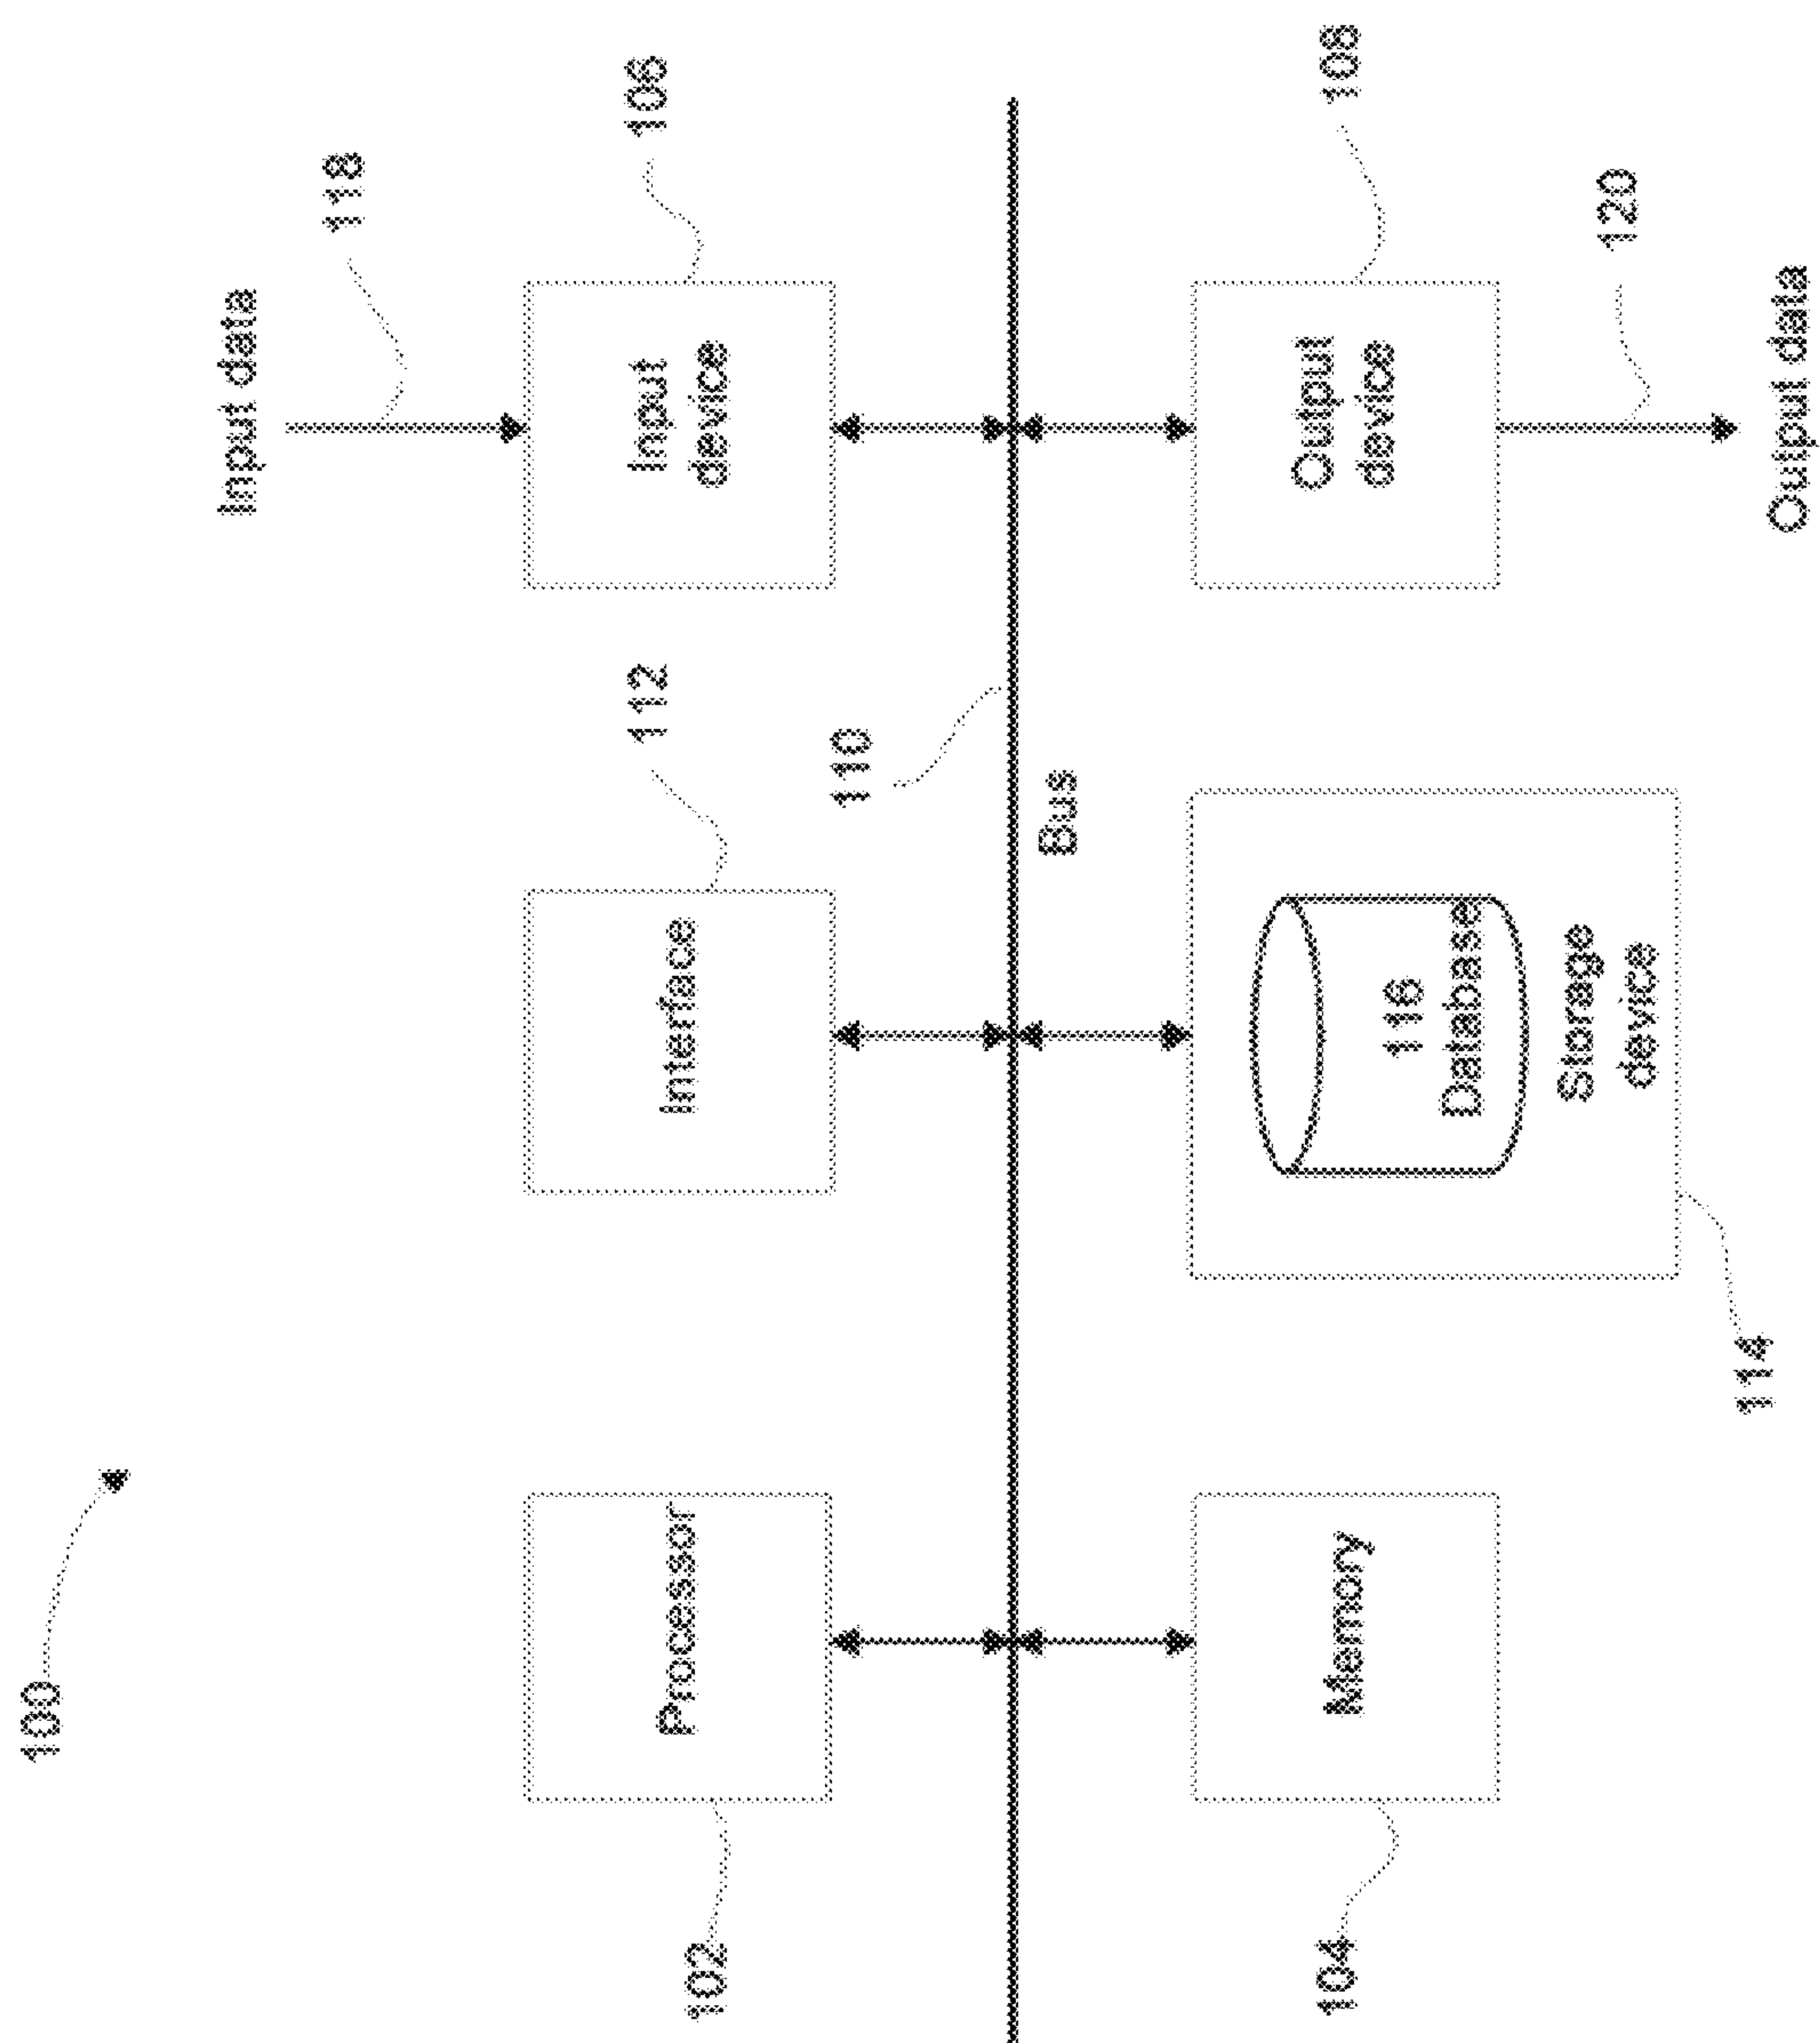 100
Input data
118
112
106
Processor
Interface
Input
device
102
110
Bus
104
Memory
116
Database
Storage
device
114
Output
device
108
120
Output data